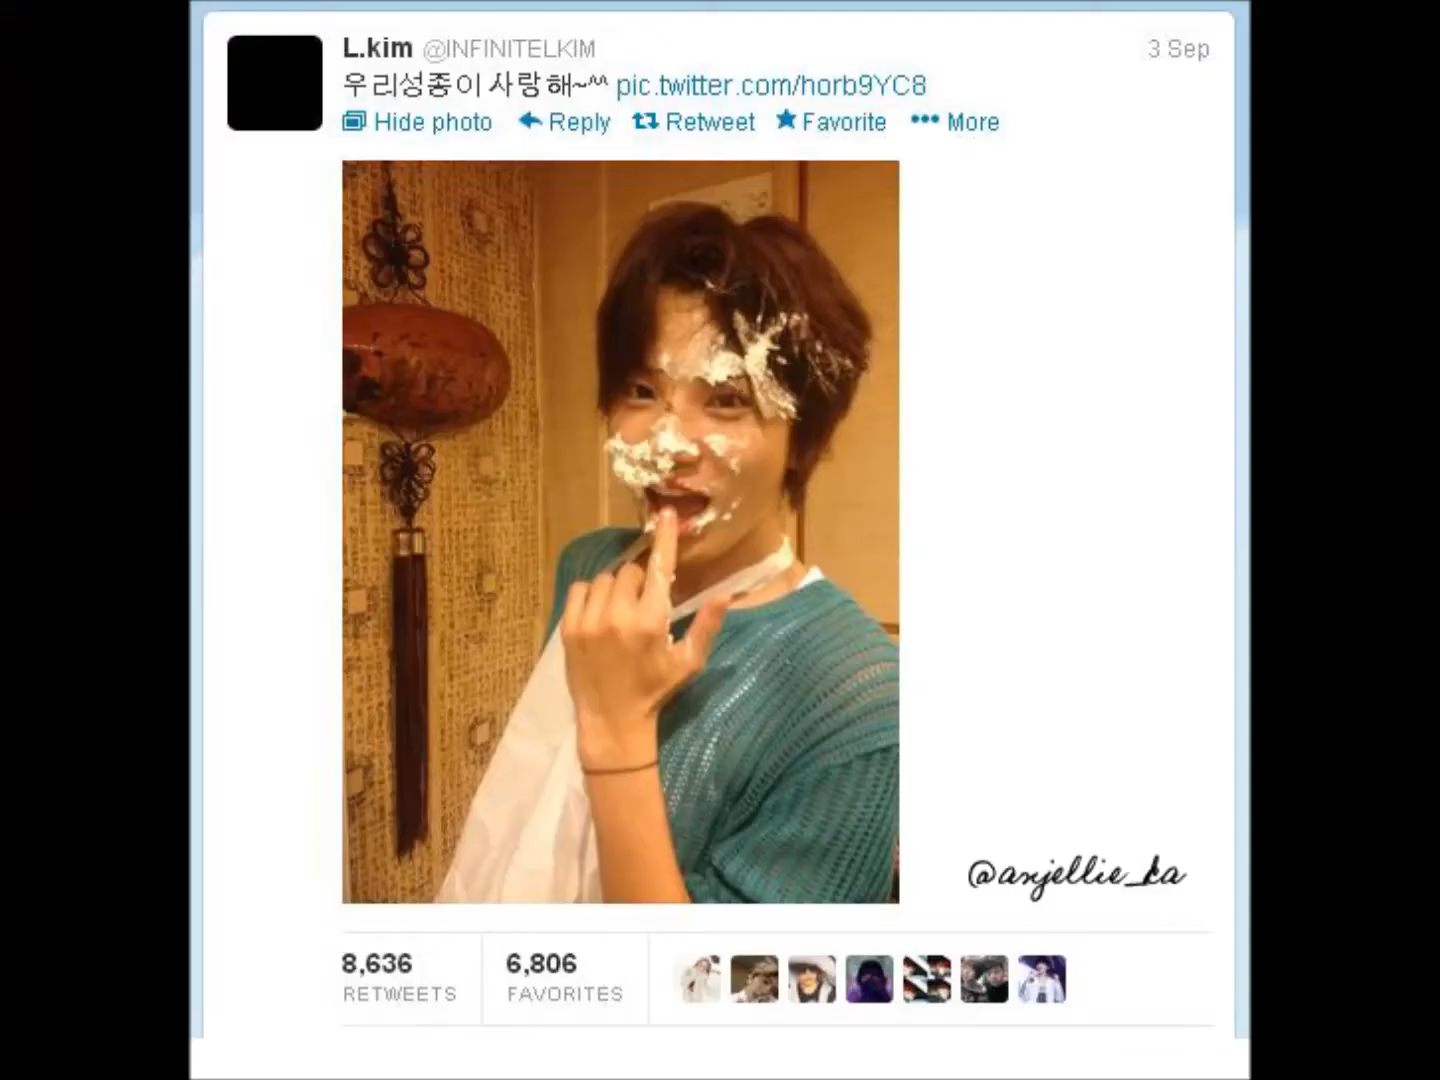 L.kim @INFINITELKIM 3 Sep
우리성종이 사랑해~^^ pic.twitter.com/horb9YC8
Hide photo Reply Retweet Favorite More
@anjellie_ka
8,636 6,806
RETWEETS FAVORITES